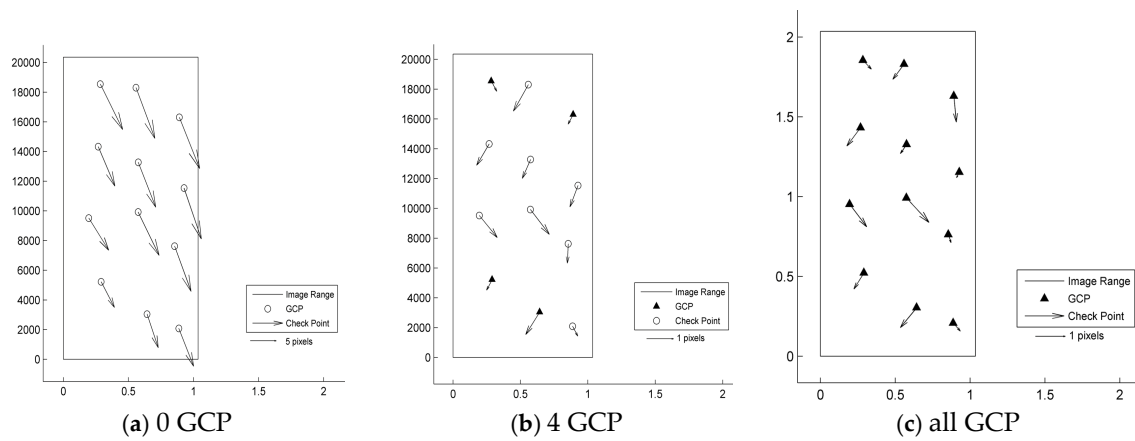 20000
18000
16000
14000
12000
10000
8000
6000
4000
2000
0
0 0.5 1 1.5 2
Image Range
GCP
Check Point
5 pixels
(a) 0 GCP
20000
18000
16000
14000
12000
10000
8000
6000
4000
2000
0
0 0.5 1 1.5 2
Image Range
GCP
Check Point
1 pixels
(b) 4 GCP
2
1.5
1
0.5
0
0 0.5 1 1.5 2
Image Range
GCP
Check Point
1 pixels
(c) all GCP